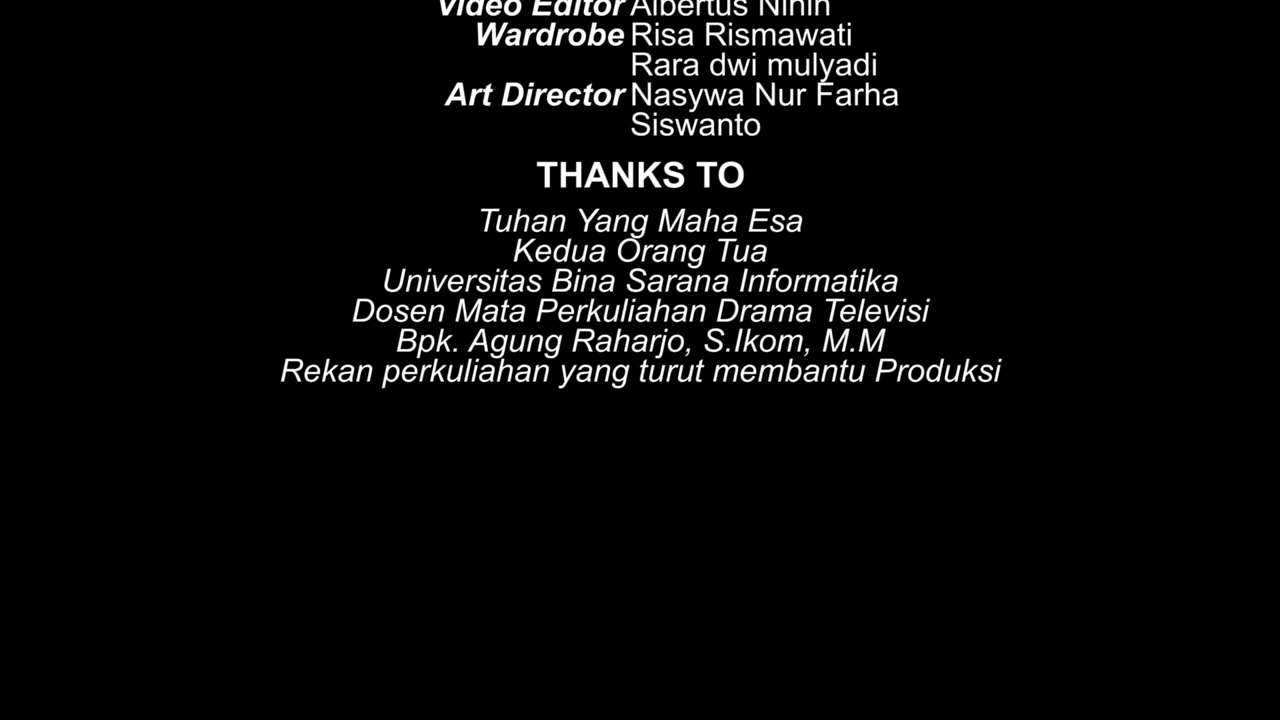 Video Editor Albertus Ninin
Wardrobe Risa Rismawati
Rara dwi mulyadi
Art Director Nasywa Nur Farha
Siswanto
THANKS TO
Tuhan Yang Maha Esa
Kedua Orang Tua
Universitas Bina Sarana Informatika
Dosen Mata Perkuliahan Drama Televisi
Bpk. Agung Raharjo, S.Ikom, M.M
Rekan perkuliahan yang turut membantu Produksi